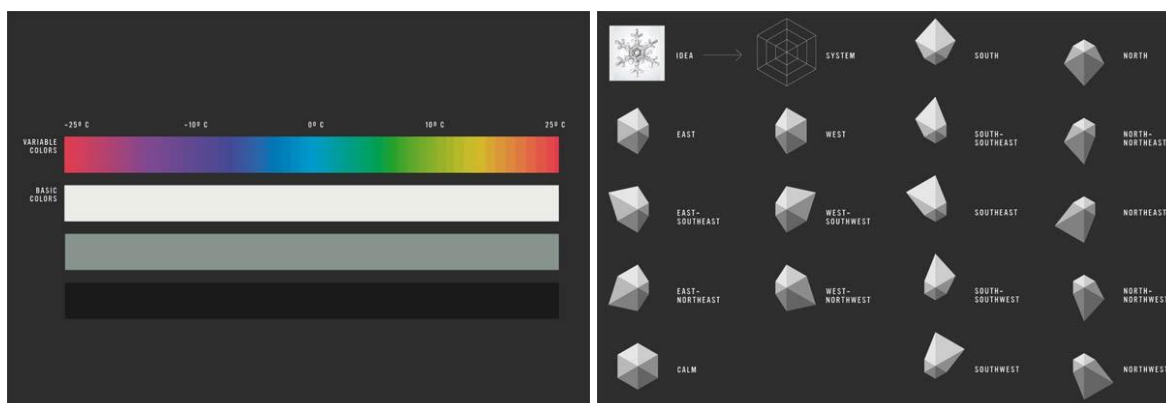 -25º C
-10º C
0º C
10º C
25º C
VARIABLE
COLORS
BASIC
COLORS
IDEA
SYSTEM
SOUTH
NORTH
EAST
WEST
SOUTH-
SOUTHEAST
NORTH-
NORTHEAST
EAST-
SOUTHEAST
WEST-
SOUTHWEST
SOUTHEAST
NORTHEAST
EAST-
NORTHEAST
WEST-
NORTHWEST
SOUTH-
SOUTHWEST
NORTH-
NORTHWEST
CALM
SOUTHWEST
NORTHWEST